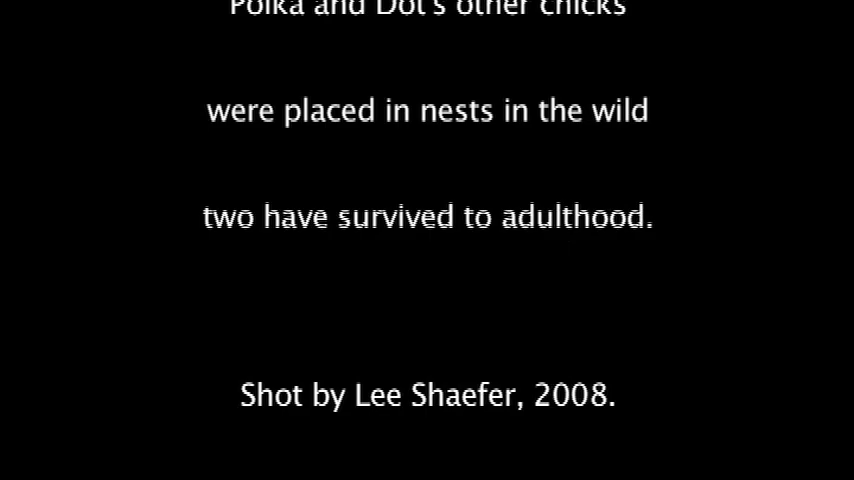 Polka and Dot's other chicks
were placed in nests in the wild
two have survived to adulthood.
Shot by Lee Shaefer, 2008.